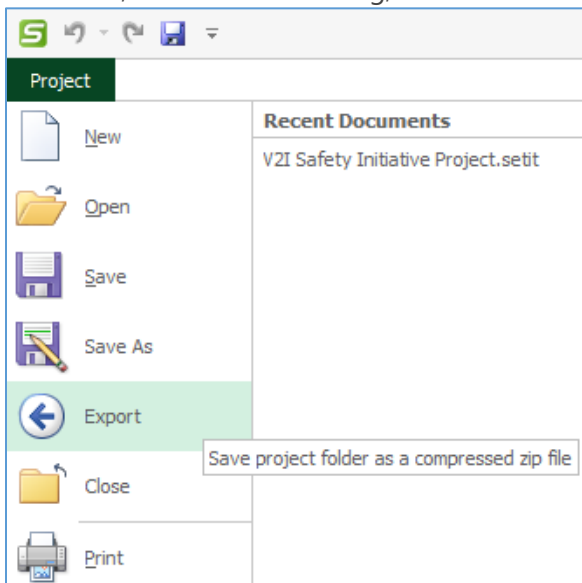 Project
New
Open
Save
Save As
Export
Close
Print
Recent Documents
V2I Safety Initiative Project.setit
Save project folder as a compressed zip file